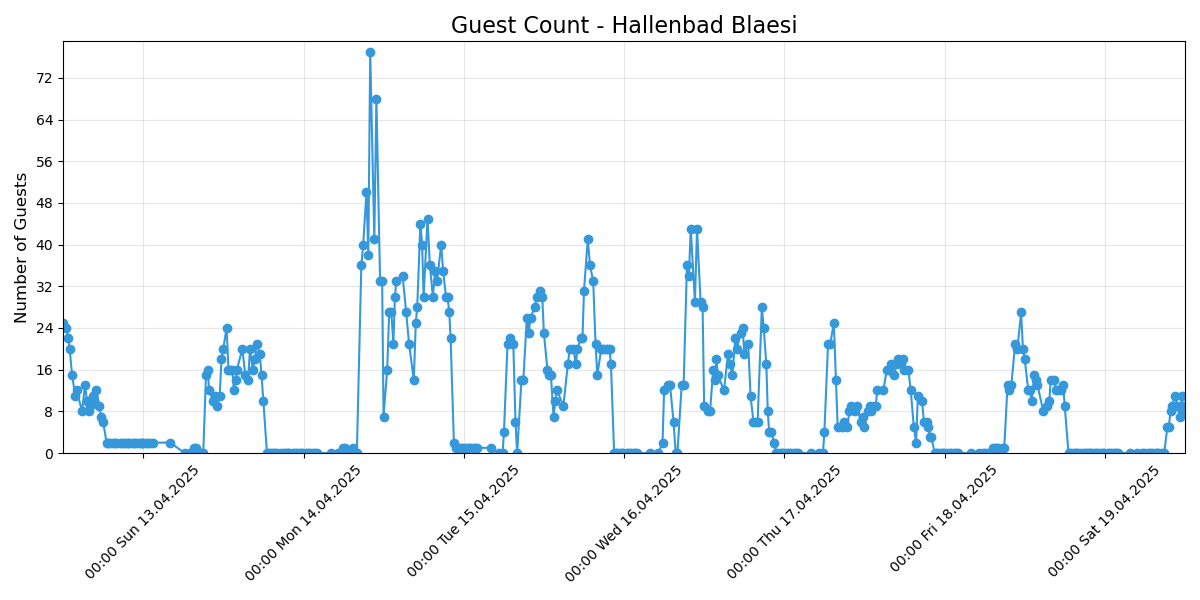 Guest Count - Hallenbad Blaesi
Number of Guests
72
64
56
48
40
32
24
16
8
0
00:00 Sun 13.04.2025
00:00 Mon 14.04.2025
00:00 Tue 15.04.2025
00:00 Wed 16.04.2025
00:00 Thu 17.04.2025
00:00 Fri 18.04.2025
00:00 Sat 19.04.2025